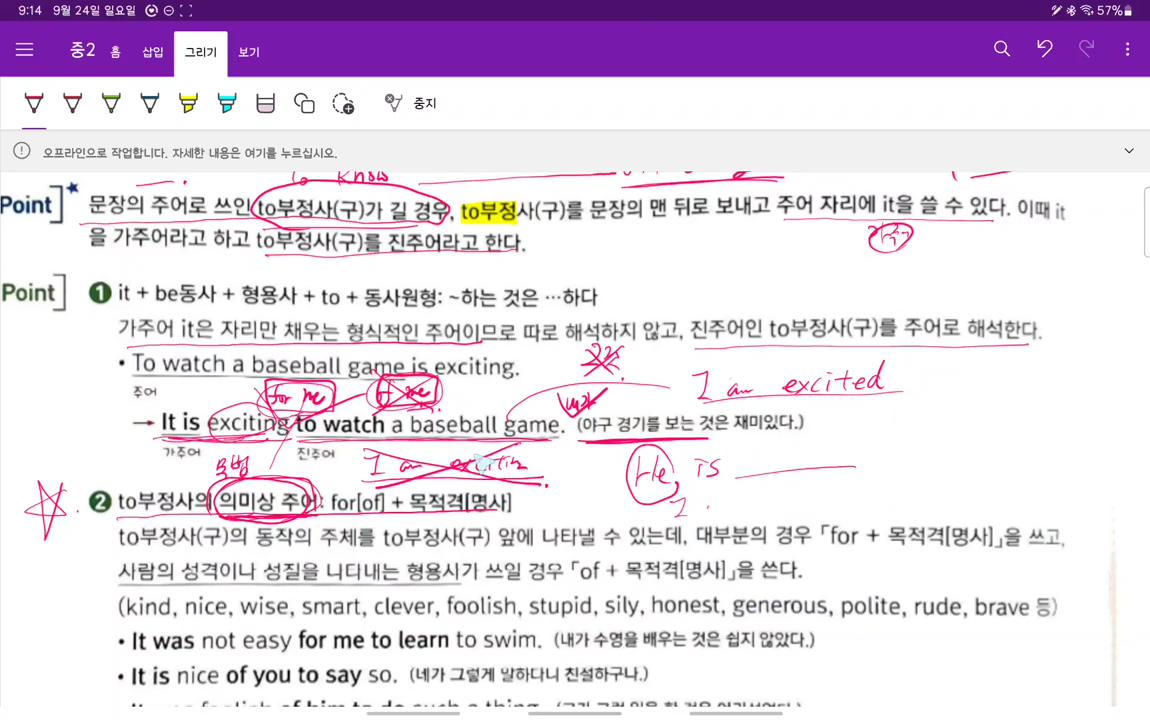 9:14 9월 24일 일요일
57%
중2 홈 삽입 그리기 보기
중지
오프라인으로 작업합니다. 자세한 내용은 여기를 누르십시오.
to know
Point] 문장의 주어로 쓰인 to부정사(구)가 길 경우, to부정사(구)를 문장의 맨 뒤로 보내고 주어 자리에 it을 쓸 수 있다. 이때 it
을 가주어라고 하고 to부정사(구)를 진주어라고 한다.
Point] 1 it + be동사 + 형용사 + to + 동사원형: ~하는 것은 …하다
가주어 it은 자리만 채우는 형식적인 주어이므로 따로 해석하지 않고, 진주어인 to부정사(구)를 주어로 해석한다.
• To watch a baseball game is exciting.
I am excited
주어
for me of me
→ It is exciting to watch a baseball game. (야구 경기를 보는 것은 재미있다.)
가주어 진주어
I am
He is
2 to부정사의 의미상 주어: for[of] + 목적격[명사]
to부정사(구)의 동작의 주체를 to부정사(구) 앞에 나타낼 수 있는데, 대부분의 경우 「for + 목적격[명사]」을 쓰고,
사람의 성격이나 성질을 니티내는 형용사가 쓰일 경우 「of + 목적격[명사]」을 쓴다.
(kind, nice, wise, smart, clever, foolish, stupid, sily, honest, generous, polite, rude, brave 등)
• It was not easy for me to learn to swim. (내가 수영을 배우는 것은 쉽지 않았다.)
• It is nice of you to say so. (네가 그렇게 말하다니 친절하구나.)